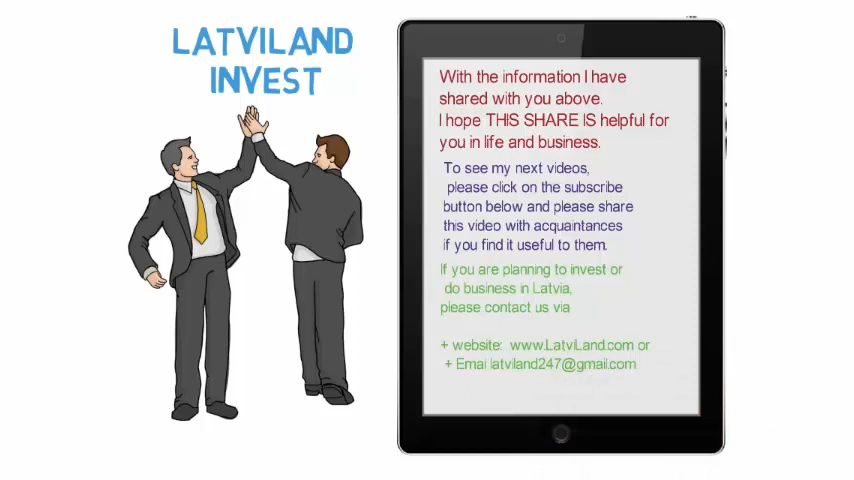 LATVILAND
INVEST
With the information I have
shared with you above.
I hope THIS SHARE IS helpful for
you in life and business.
To see my next videos,
please click on the subscribe
button below and please share
this video with acquaintances
if you find it useful to them.
If you are planning to invest or
do business in Latvia,
please contact us via
+ website: www.LatviLand.com or
+ Emai latviland247@gmail.com